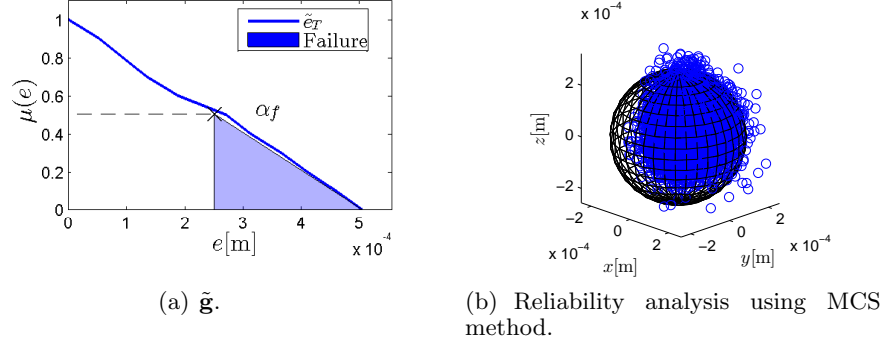 1
0.8
0.6
0.4
0.2
0
μ(e)
ẽ_T
Failure
α_f
0 1 2 3 4 5
e[m]
x 10⁻⁴
(a) g̃.
x 10⁻⁴
2
0
−2
z[m]
−2 0 2
x 10⁻⁴
x[m]
−2 0 2
x 10⁻⁴
y[m]
(b) Reliability analysis using MCS
method.